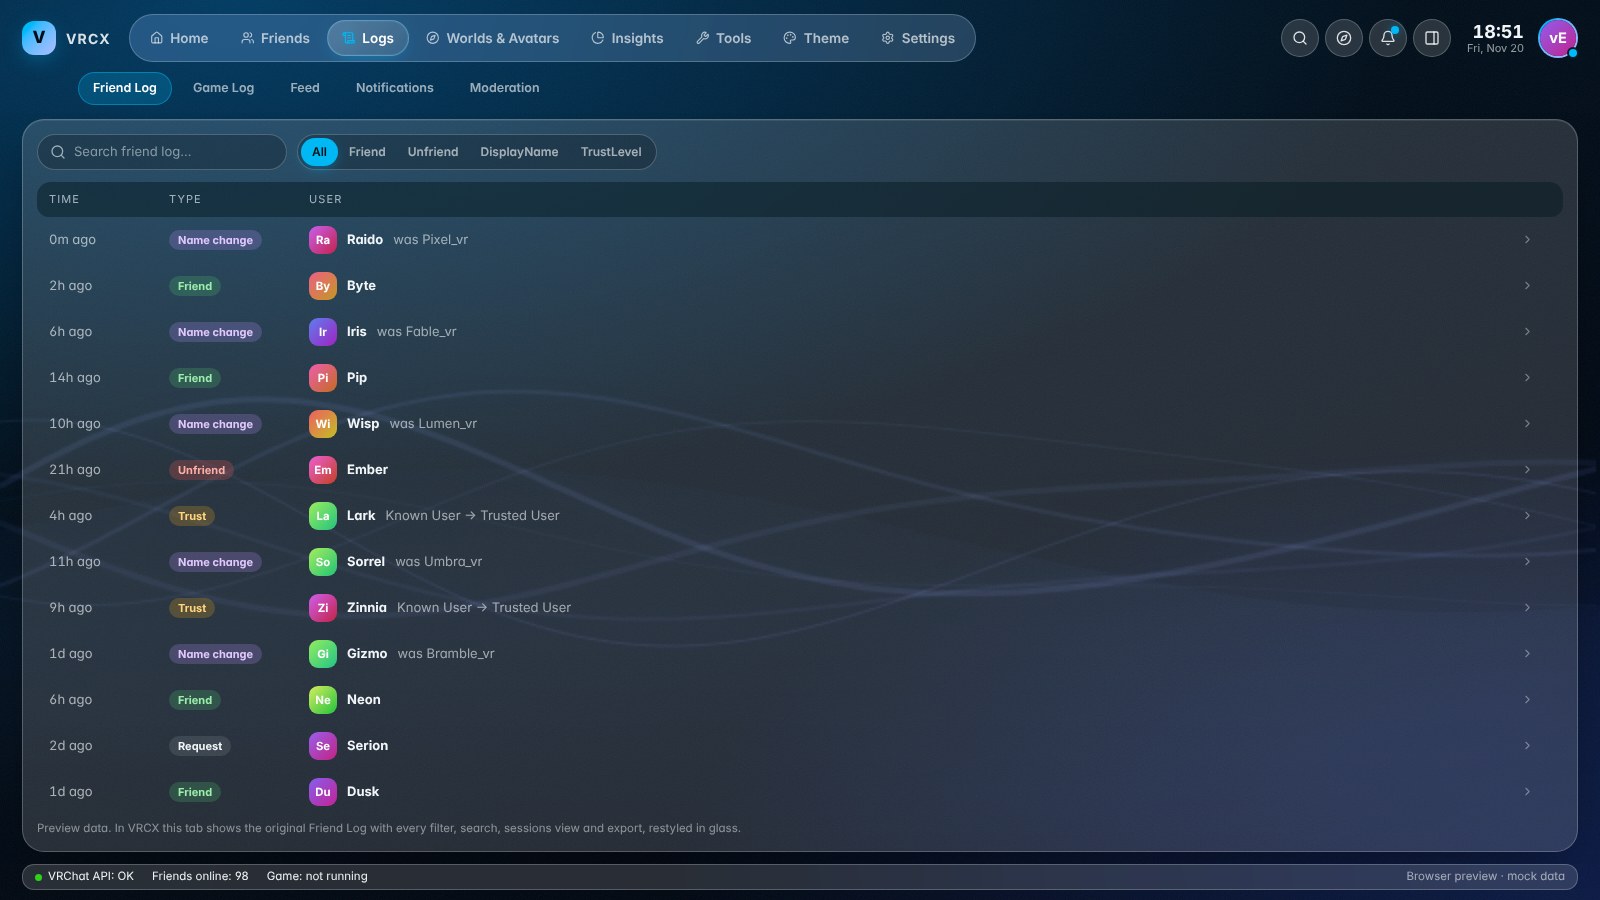 V VRCX Home Friends Logs Worlds & Avatars Insights Tools Theme Settings 18:51 vE
Fri, Nov 20
Friend Log Game Log Feed Notifications Moderation
Search friend log... All Friend Unfriend DisplayName TrustLevel
TIME TYPE USER
0m ago Name change Ra Raido was Pixel_vr
2h ago Friend By Byte
6h ago Name change Ir Iris was Fable_vr
14h ago Friend Pi Pip
10h ago Name change Wi Wisp was Lumen_vr
21h ago Unfriend Em Ember
4h ago Trust La Lark Known User → Trusted User
11h ago Name change So Sorrel was Umbra_vr
9h ago Trust Zi Zinnia Known User → Trusted User
1d ago Name change Gi Gizmo was Bramble_vr
6h ago Friend Ne Neon
2d ago Request Se Serion
1d ago Friend Du Dusk
Preview data. In VRCX this tab shows the original Friend Log with every filter, search, sessions view and export, restyled in glass.
VRChat API: OK Friends online: 98 Game: not running Browser preview · mock data